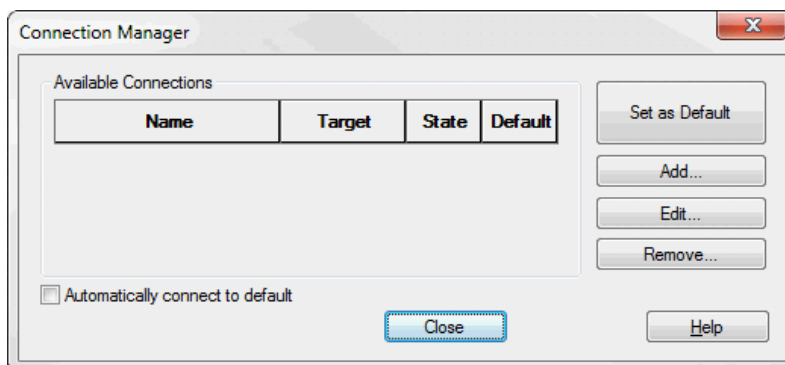 Connection Manager
Available Connections
Name Target State Default
Set as Default
Add...
Edit...
Remove...
Automatically connect to default
Close Help